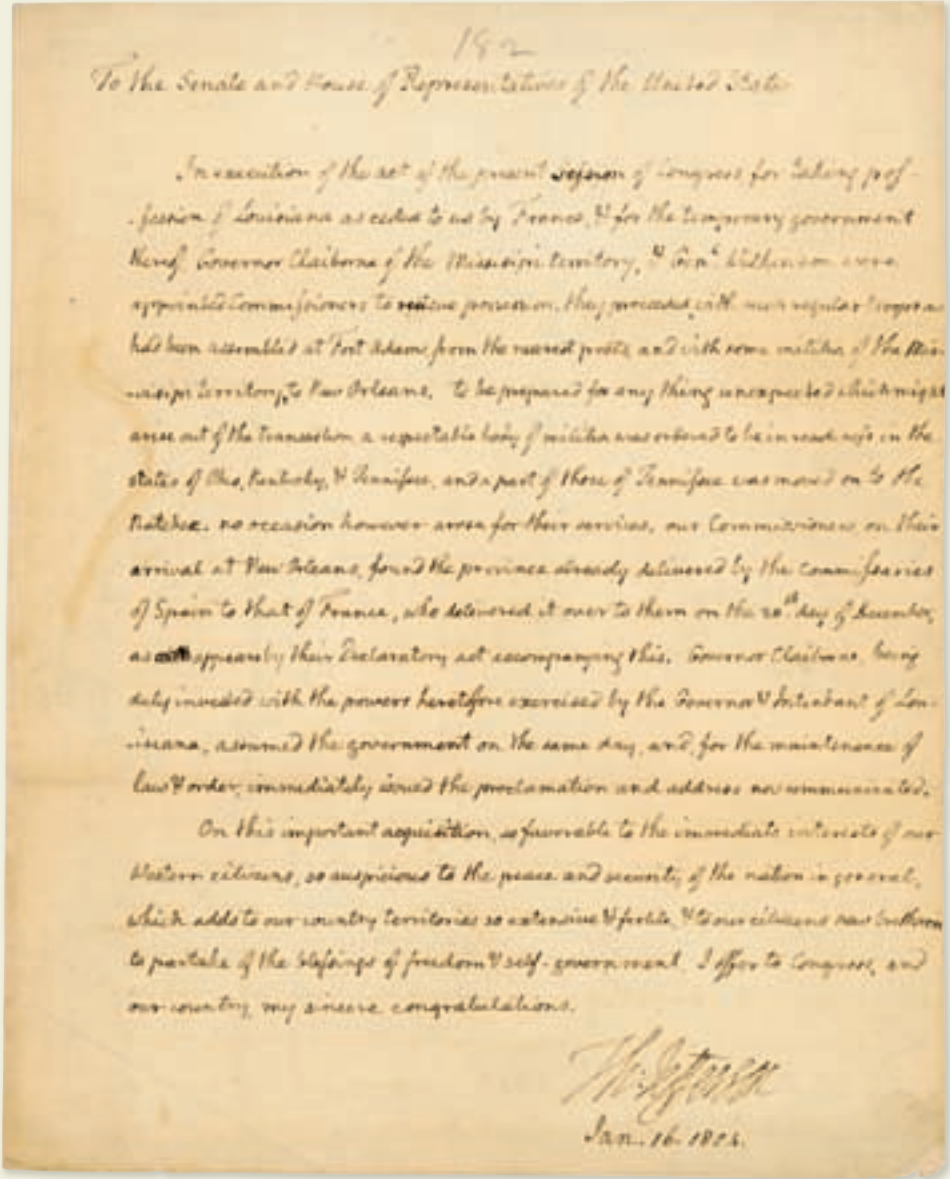 182
To the Senate and House of Representatives of the United States
In execution of the act of the present session of Congress for taking pos-
-session of Louisiana as ceded to us by France, & for the temporary government
thereof, Governor Claiborne of the Missisipi territory, & Genl. Wilkinson were
appointed Commissioners to recieve possession. they proceeded with such regular troops as
had been assembled at Fort Adams from the nearest posts, and with some militia of the Mis-
-sisipi territory, to New Orleans. to be prepared for any thing unexpected which might
arise out of the transaction, a respectable body of militia was ordered to be in readiness in the
states of Ohio, Kentucky, & Tennissee, and a part of those of Tennissee was moved on to the
Natchez. no occasion however arose for their services. our Commissioners, on their
arrival at New Orleans, found the province already delivered by the Commissaries
of Spain to that of France, who delivered it over to them on the 20th. day of December,
as appears by their Declaratory act accompanying this. Governor Claiborne, being
duly invested with the powers heretofore exercised by the Governor & Intendant of Lou-
-isiana, assumed the government on the same day, and, for the maintenance of
law & order, immediately issued the proclamation and address now communicated.
On this important acquisition, so favorable to the immediate interests of our
Western citizens, so auspicious to the peace and security of the nation in general,
which adds to our country territories so extensive & fertile, & to our citizens new brethren
to partake of the blessings of freedom & self-government, I offer to Congress, and
our country, my sincere congratulations.
Th: Jefferson
Jan. 16. 1804.